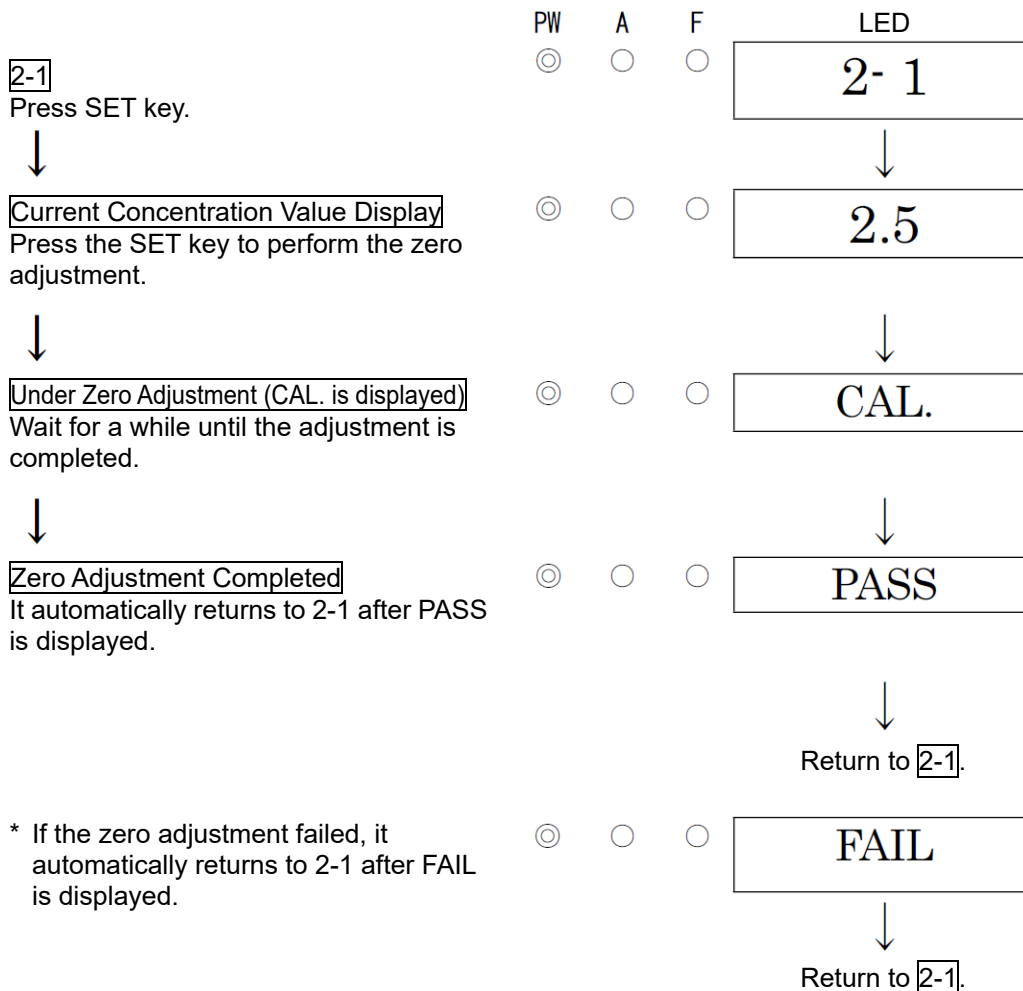 PW A F LED
2-1
2- 1
Press SET key.
Current Concentration Value Display
2.5
Press the SET key to perform the zero
adjustment.
Under Zero Adjustment (CAL. is displayed)
CAL.
Wait for a while until the adjustment is
completed.
Zero Adjustment Completed
PASS
It automatically returns to 2-1 after PASS
is displayed.
Return to 2-1.
* If the zero adjustment failed, it
automatically returns to 2-1 after FAIL
is displayed.
FAIL
Return to 2-1.